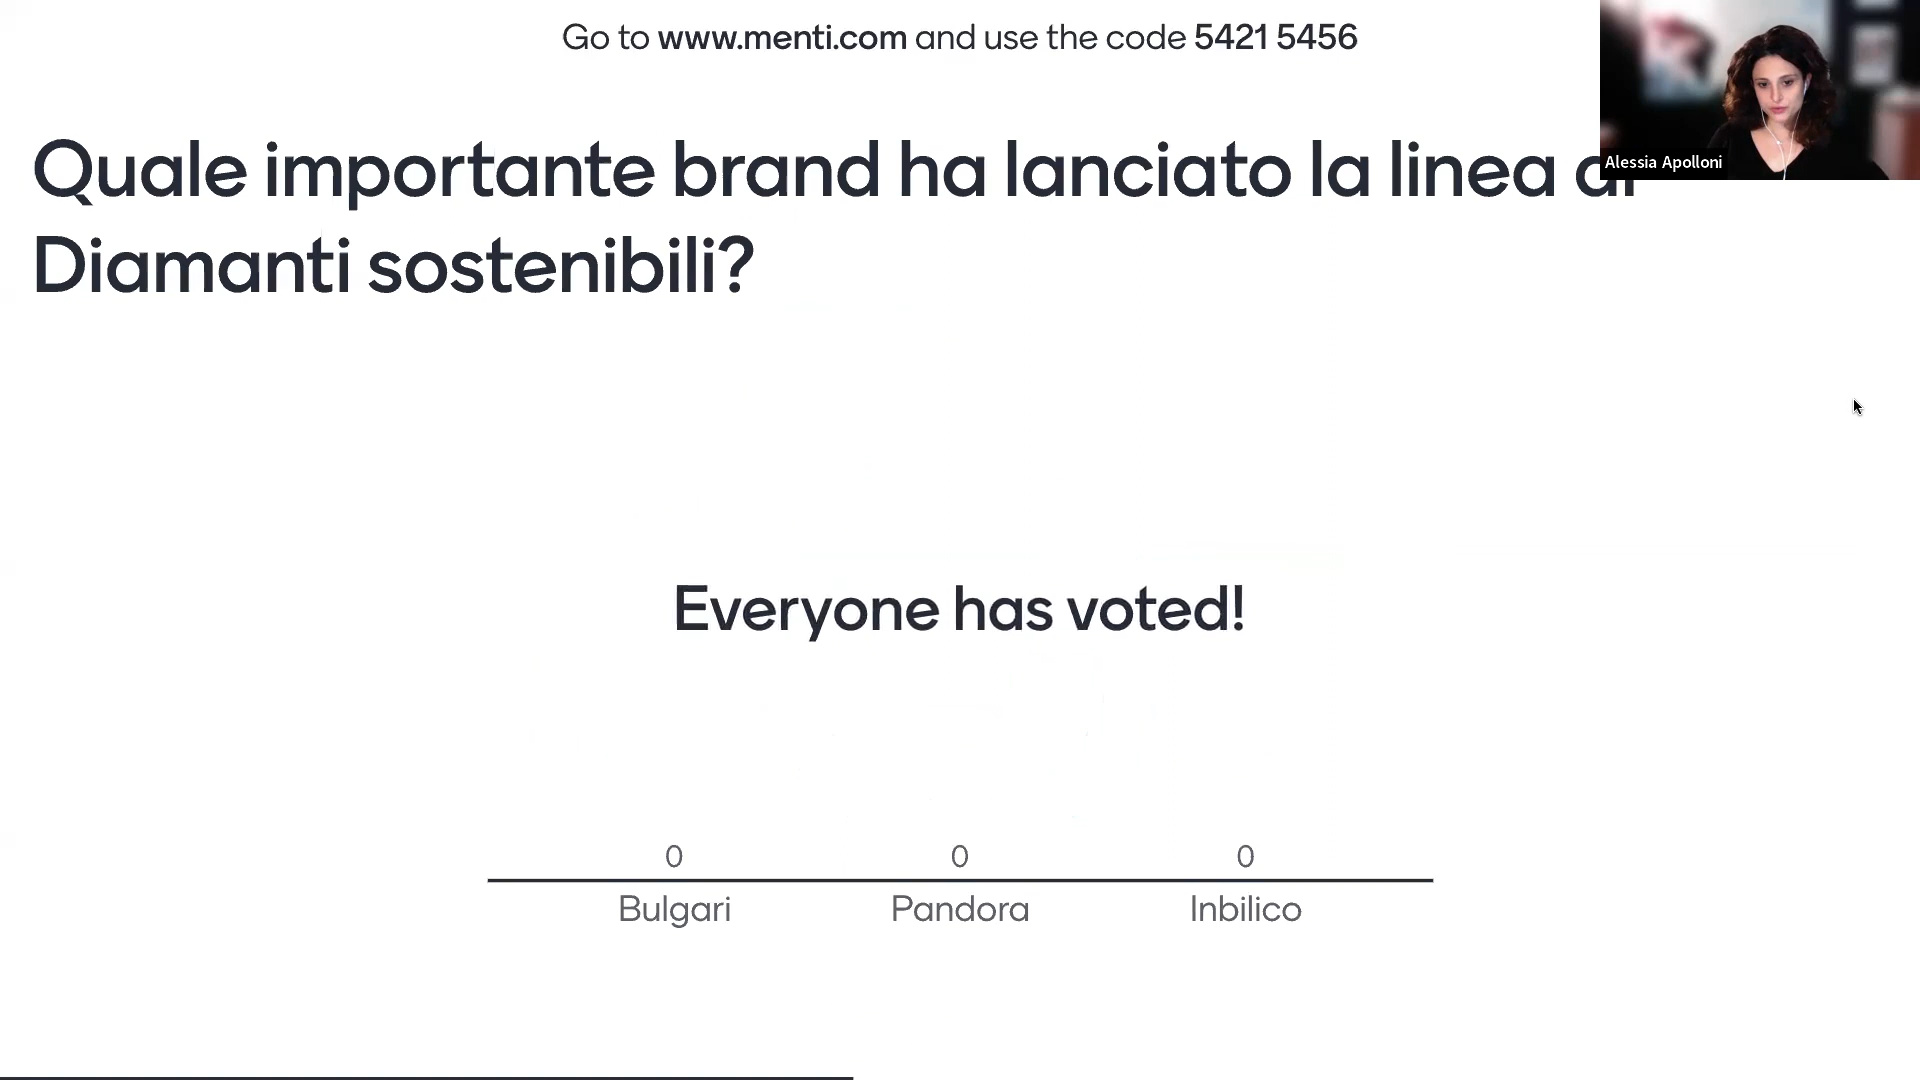 Go to www.menti.com and use the code 5421 5456
Quale importante brand ha lanciato la linea di
Diamanti sostenibili?
Alessia Apolloni
Everyone has voted!
0 0 0
Bulgari Pandora Inbilico